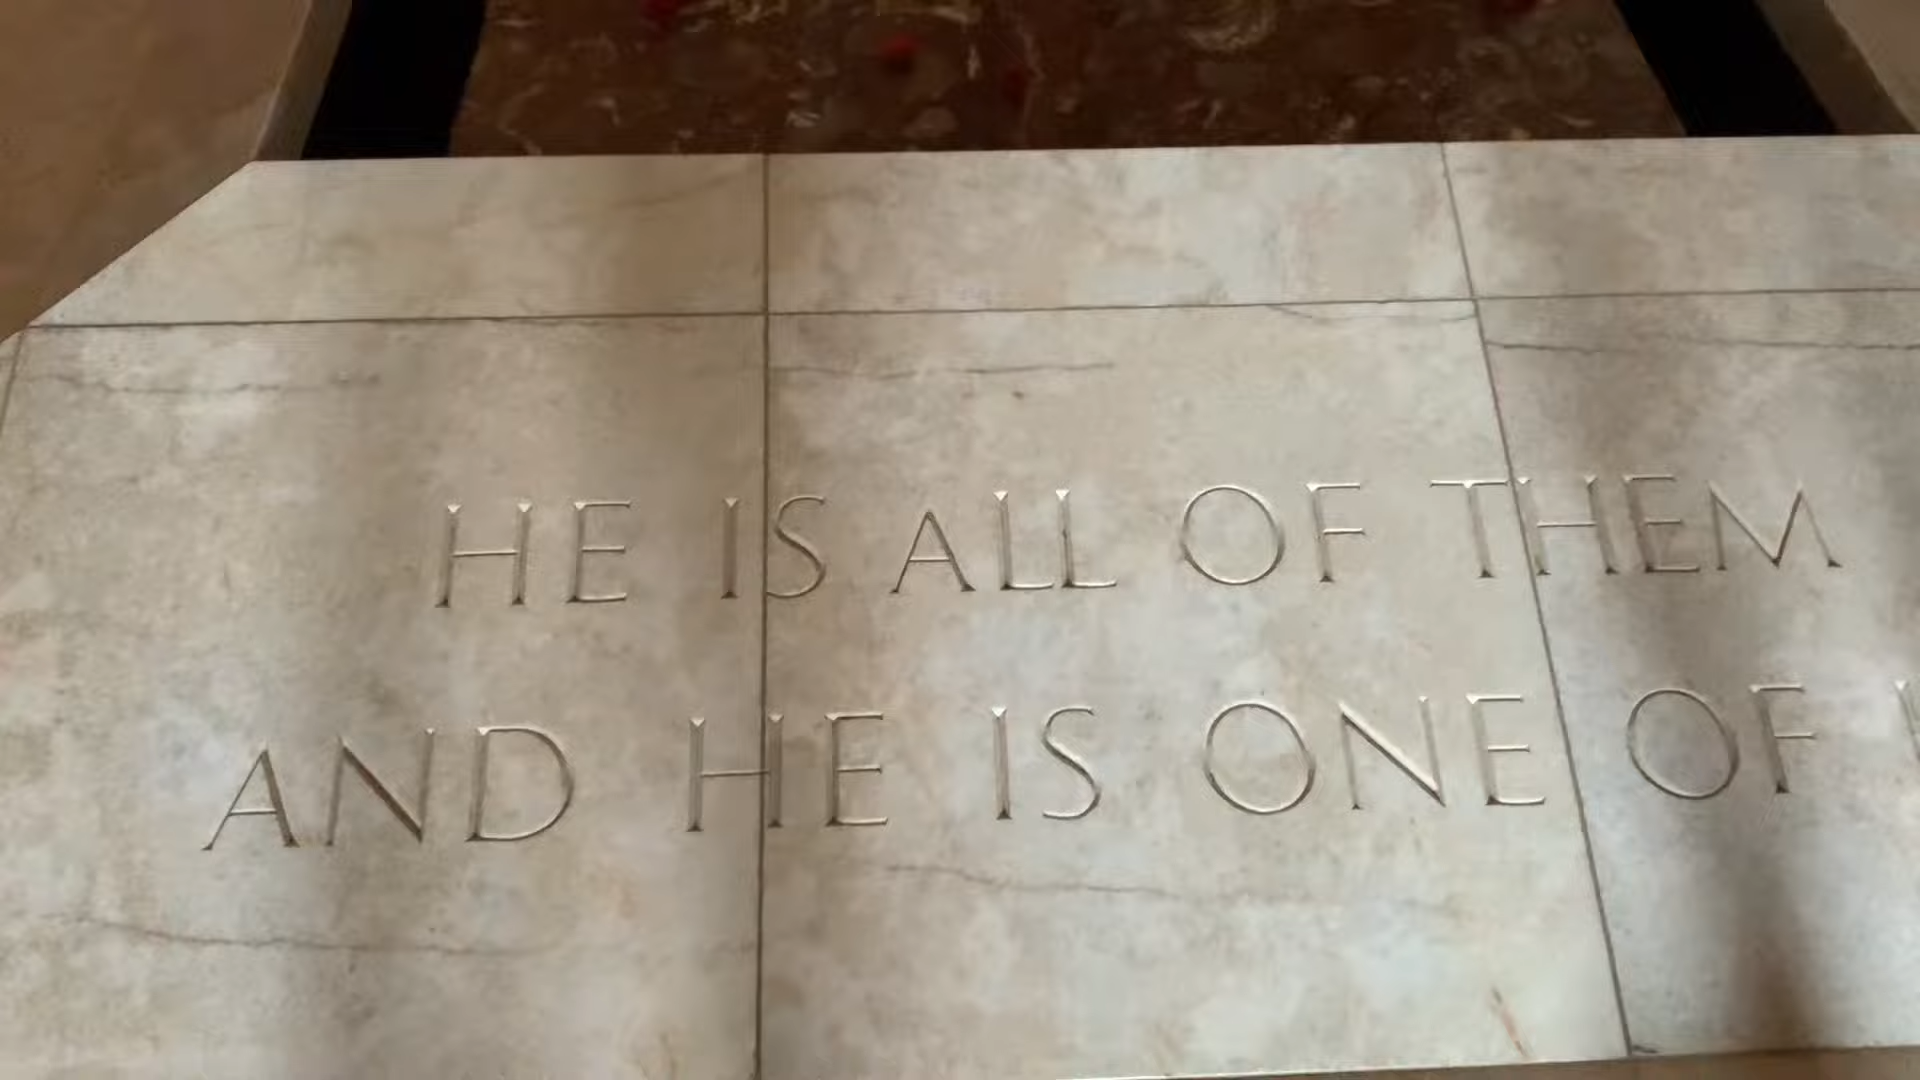 HE IS ALL OF THEM
AND HE IS ONE OF